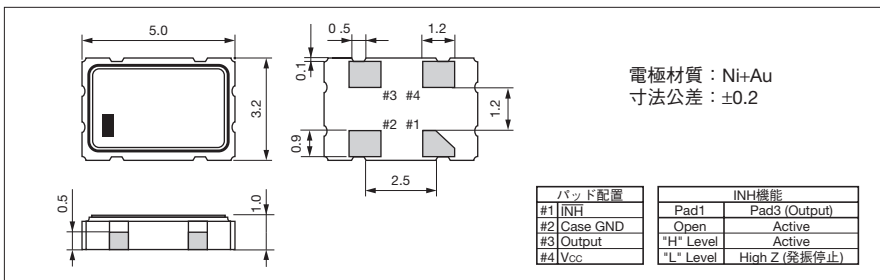 5.0
3.2
0.5
1.0
0.5
1.2
0.1
#3 #4
#2 #1
1.2
0.9
2.5
電極材質：Ni+Au
寸法公差：±0.2
パッド配置
#1 INH
#2 Case GND
#3 Output
#4 Vcc
INH機能
Pad1 Pad3 (Output)
Open Active
"H" Level Active
"L" Level High Z (発振停止)